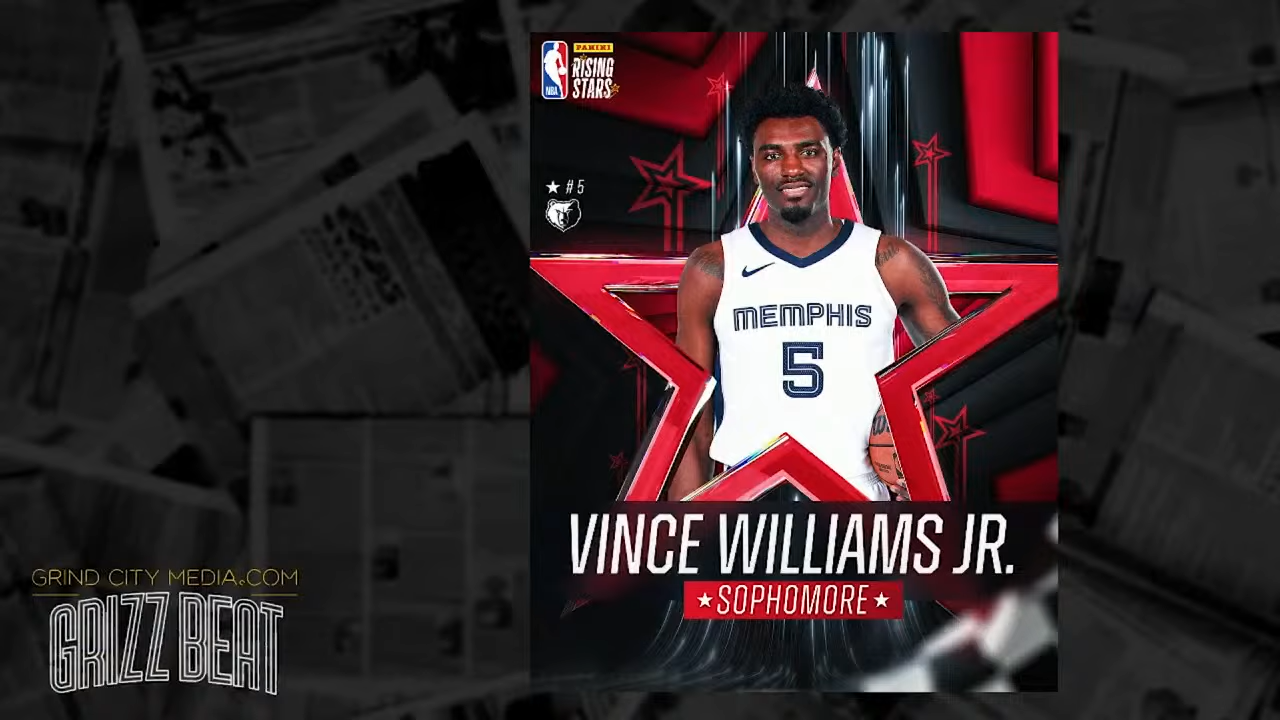 NBA
PANINI
RISING
STARS
★ #5
MEMPHIS
5
VINCE WILLIAMS JR.
★SOPHOMORE★
GRIND CITY MEDIA.COM
GRIZZ BEAT